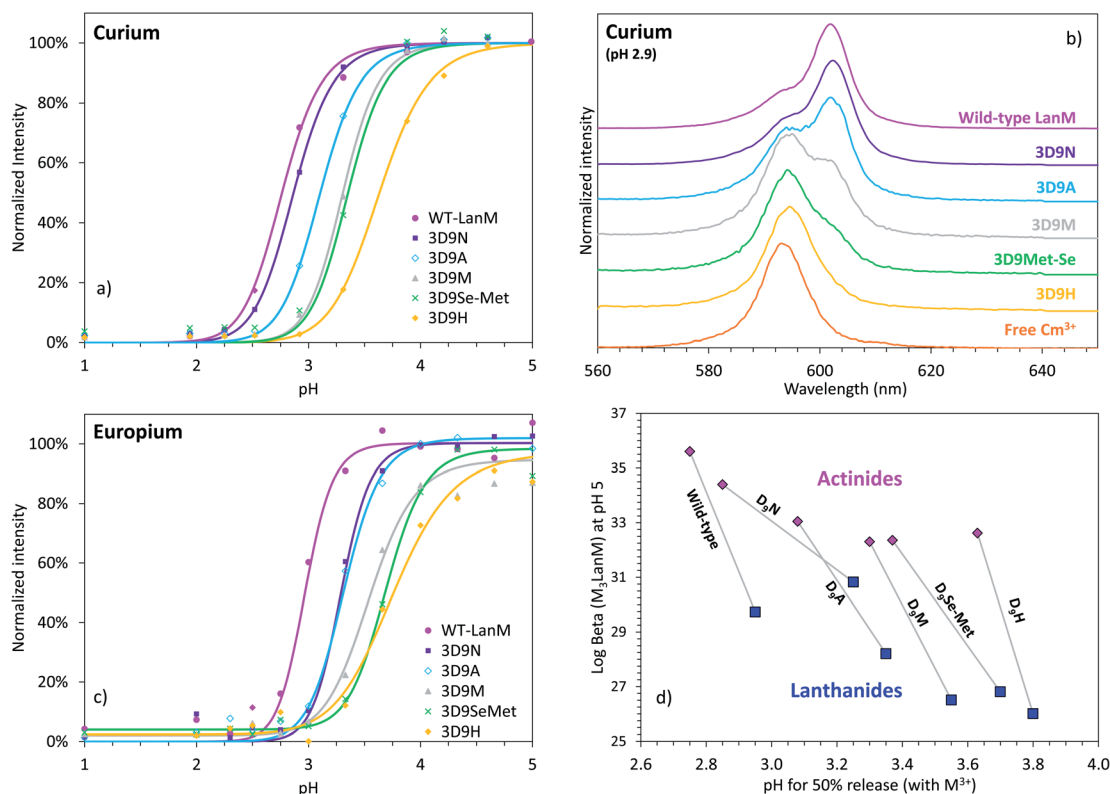 Curium
a)
Normalized Intensity
100%
80%
60%
40%
20%
0%
1
2
3
4
5
pH
WT-LanM
3D9N
3D9A
3D9M
3D9Se-Met
3D9H
Curium
(pH 2.9)
b)
Normalized intensity
Wild-type LanM
3D9N
3D9A
3D9M
3D9Met-Se
3D9H
Free Cm³⁺
560
580
600
620
640
Wavelength (nm)
Europium
c)
Normalized intensity
100%
80%
60%
40%
20%
0%
1
2
3
4
5
pH
WT-LanM
3D9N
3D9A
3D9M
3D9SeMet
3D9H
d)
Log Beta (M₃LanM) at pH 5
37
35
33
31
29
27
25
Actinides
Lanthanides
Wild-type
D₉N
D₉A
D₉M
D₉Se-Met
D₉H
2.6
2.8
3.0
3.2
3.4
3.6
3.8
4.0
pH for 50% release (with M³⁺)